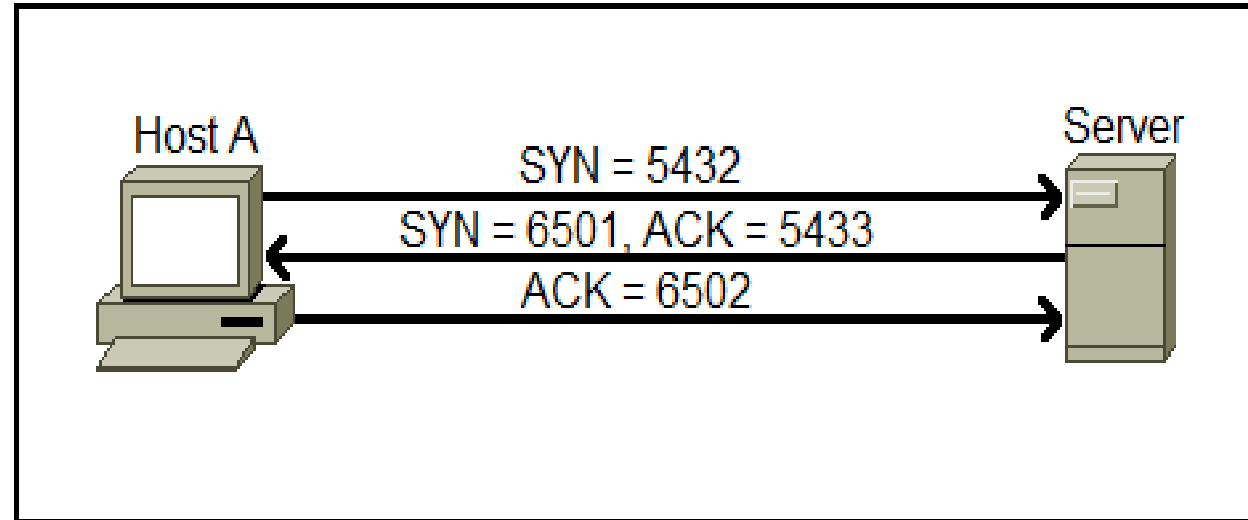 Host A
Server
SYN = 5432
SYN = 6501, ACK = 5433
ACK = 6502